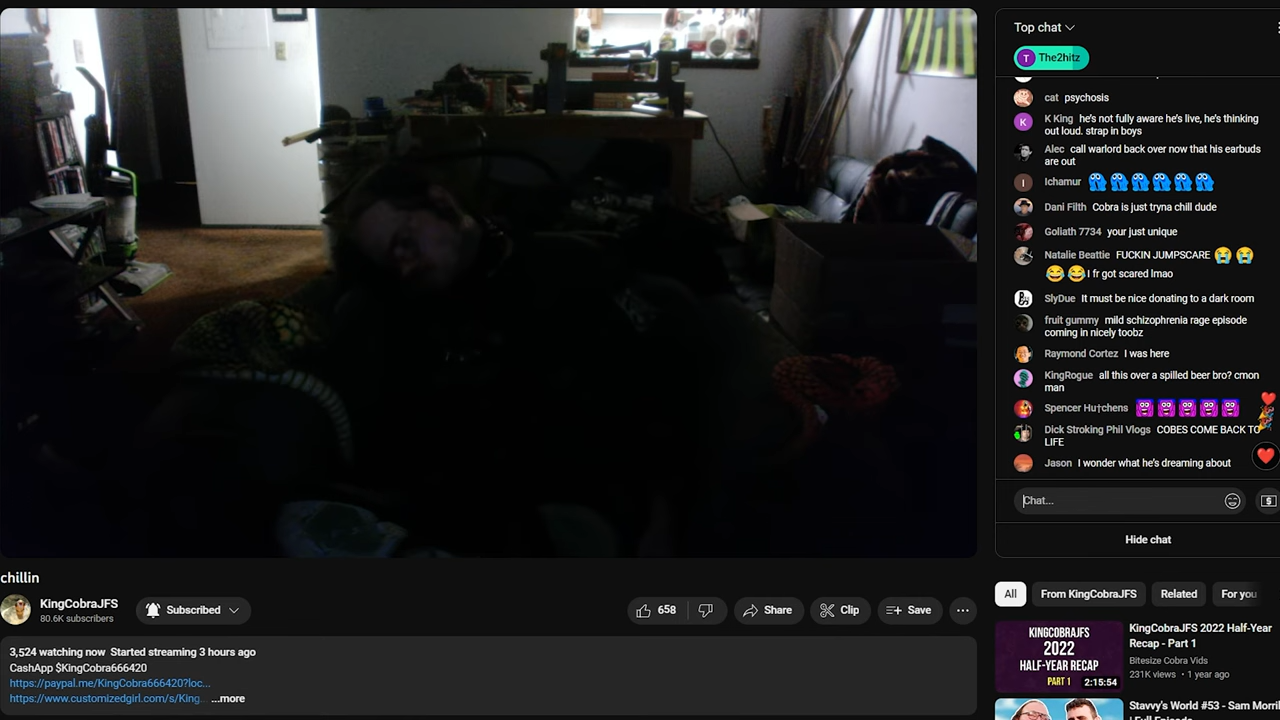 Top chat
T The2hitz
cat psychosis
K King he's not fully aware he's live, he's thinking
out loud. strap in boys
Alec call warlord back over now that his earbuds
are out
Ichamur
Dani Filth Cobra is just tryna chill dude
Goliath 7734 your just unique
Natalie Beattie FUCKIN JUMPSCARE 😭 😭
😂 😂 I fr got scared lmao
SlyDue It must be nice donating to a dark room
fruit gummy mild schizophrenia rage episode
coming in nicely toobz
Raymond Cortez I was here
KingRogue all this over a spilled beer bro? cmon
man
Spencer Hu†chens
Dick Stroking Phil Vlogs COBES COME BACK TO
LIFE
Jason I wonder what he's dreaming about
Chat...
Hide chat
chillin
KingCobraJFS
80.6K subscribers
Subscribed
658
Share
Clip
Save
3,524 watching now Started streaming 3 hours ago
CashApp $KingCobra666420
https://paypal.me/KingCobra666420?loc...
https://www.customizedgirl.com/s/King... ...more
All
From KingCobraJFS
Related
For you
KINGCOBRAJFS
2022
HALF-YEAR RECAP
PART 1
2:15:54
KingCobraJFS 2022 Half-Year
Recap - Part 1
Bitesize Cobra Vids
231K views • 1 year ago
Stavvy's World #53 - Sam Morri